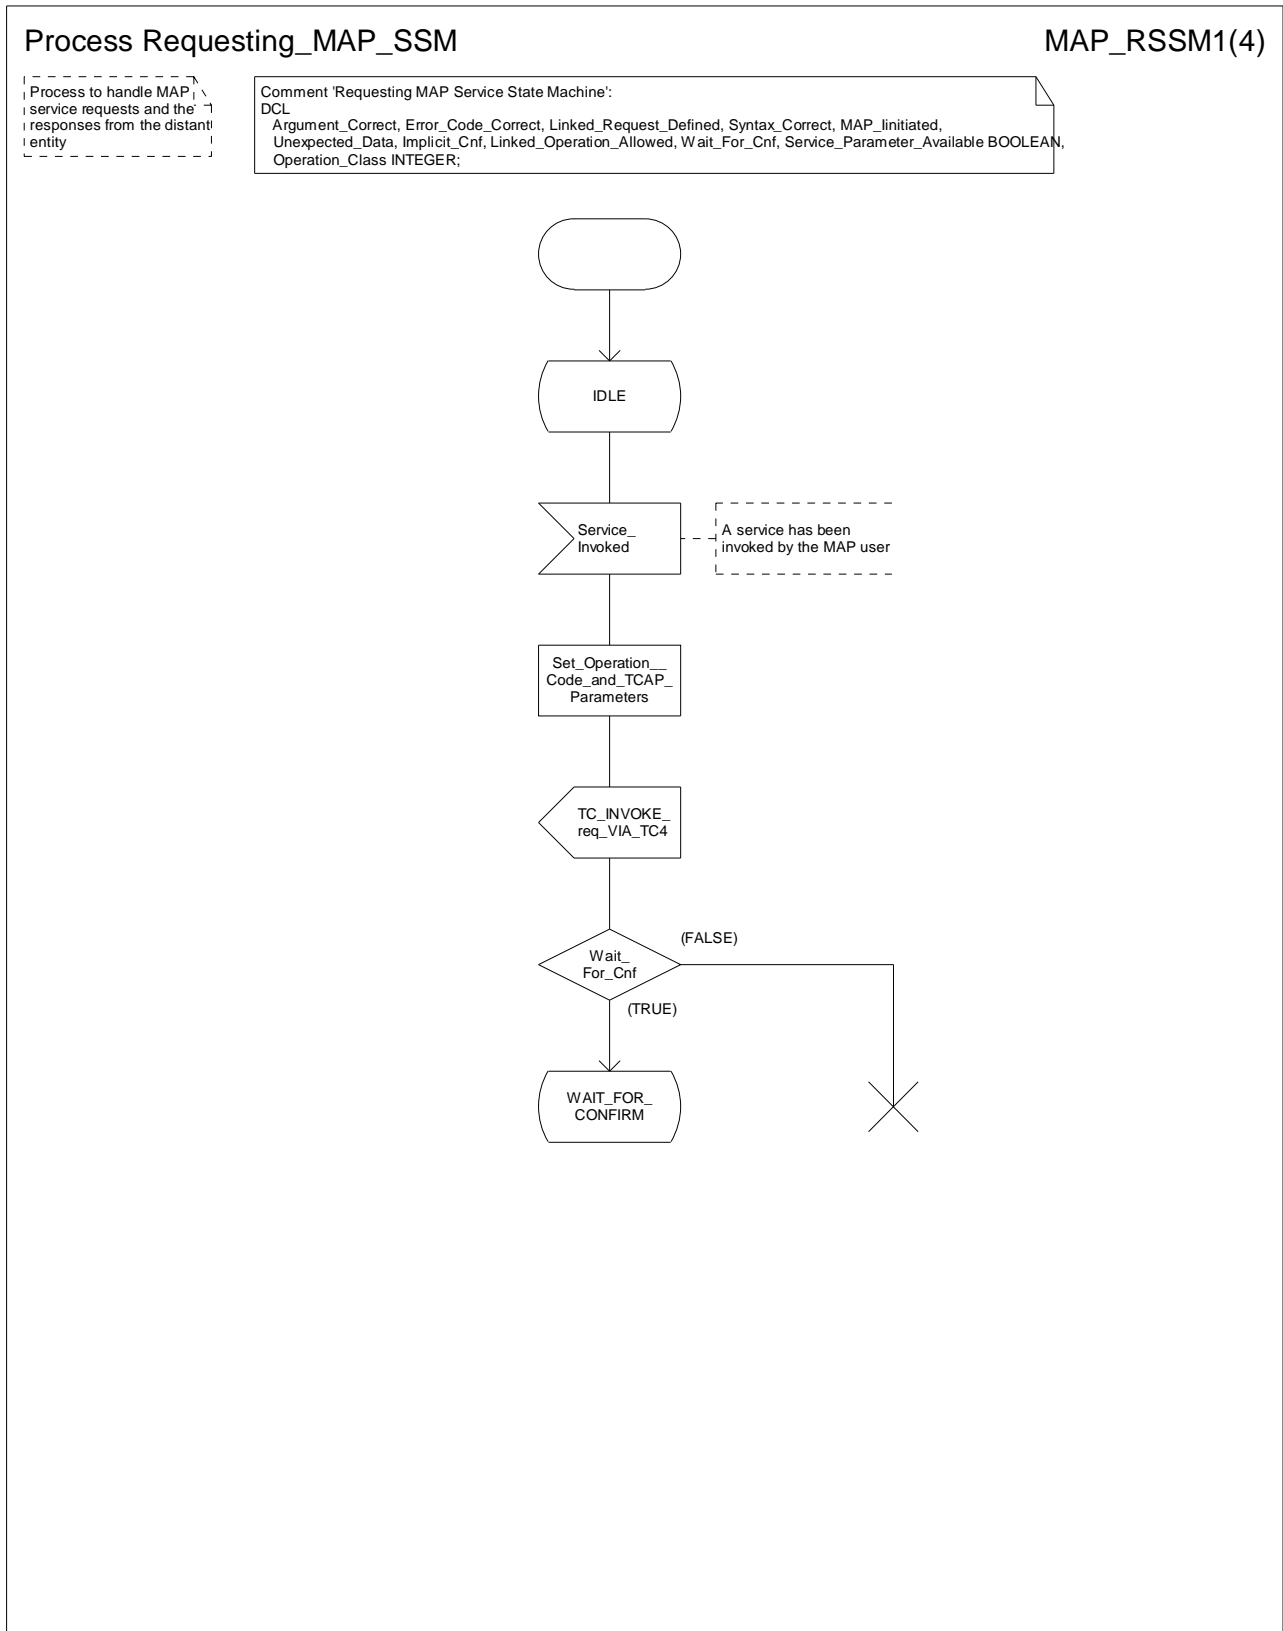 Process Requesting_MAP_SSM
MAP_RSSM1(4)
Process to handle MAP
service requests and the
responses from the distant
entity
Comment 'Requesting MAP Service State Machine':
DCL
Argument_Correct, Error_Code_Correct, Linked_Request_Defined, Syntax_Correct, MAP_Iinitiated,
Unexpected_Data, Implicit_Cnf, Linked_Operation_Allowed, Wait_For_Cnf, Service_Parameter_Available BOOLEAN,
Operation_Class INTEGER;
IDLE
Service_
Invoked
A service has been
invoked by the MAP user
Set_Operation__
Code_and_TCAP_
Parameters
TC_INVOKE_
req_VIA_TC4
Wait_
For_Cnf
(FALSE)
(TRUE)
WAIT_FOR_
CONFIRM